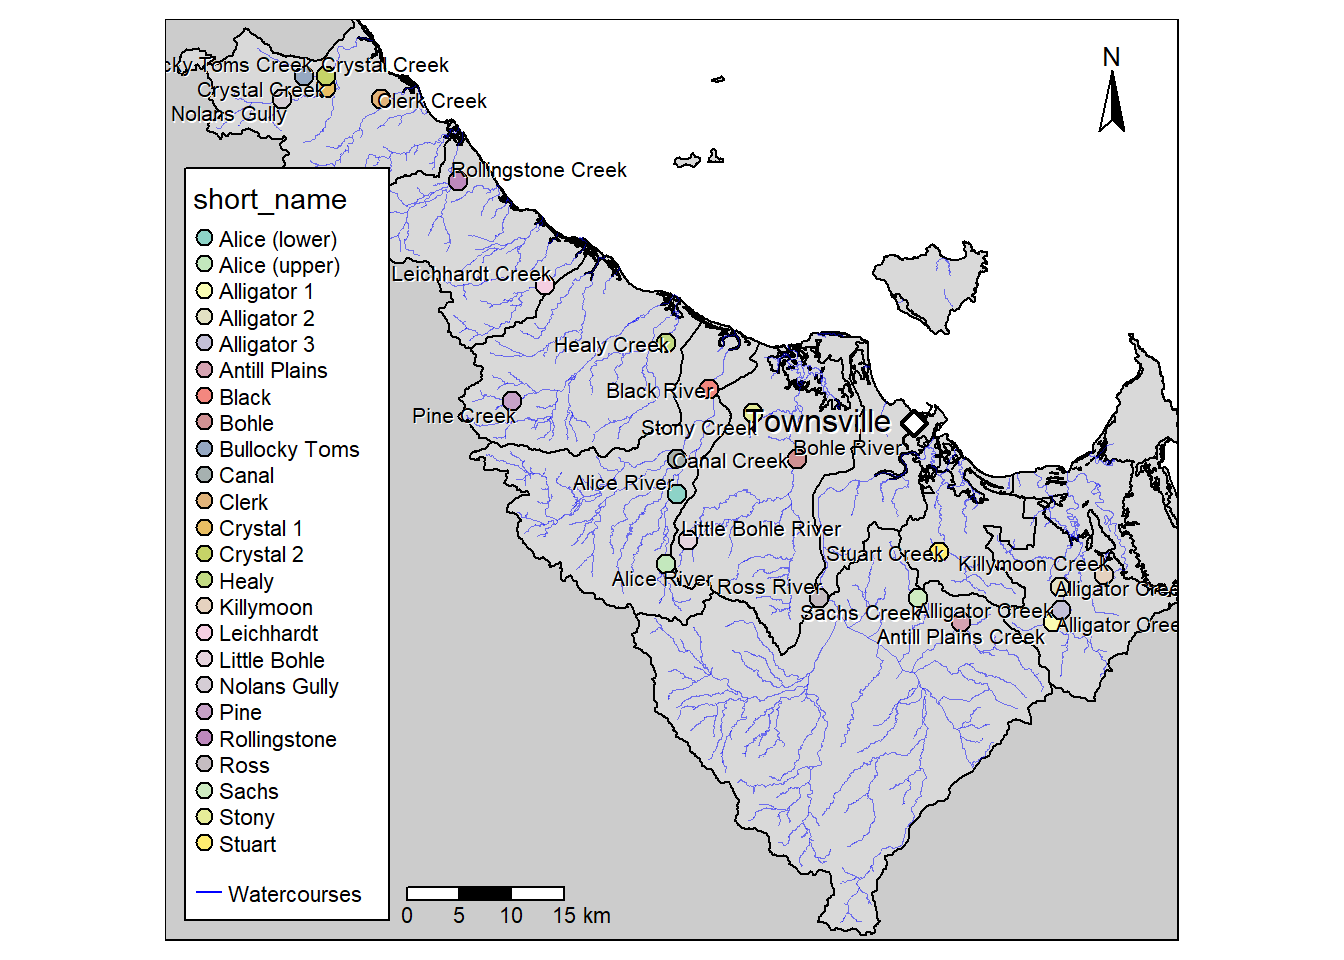 N
cky Toms Creek
Crystal Creek
Crystal Creek
Clerk Creek
Nolans Gully
Rollingstone Creek
Leichhardt Creek
Healy Creek
Black River
Pine Creek
Stony Creek
Townsville
Bohle River
Canal Creek
Alice River
Little Bohle River
Stuart Creek
Killymoon Creek
Alice River
Ross River
Alligator Cree
Sachs Creek
Alligator Creek
Alligator Cree
Antill Plains Creek
short_name
Alice (lower)
Alice (upper)
Alligator 1
Alligator 2
Alligator 3
Antill Plains
Black
Bohle
Bullocky Toms
Canal
Clerk
Crystal 1
Crystal 2
Healy
Killymoon
Leichhardt
Little Bohle
Nolans Gully
Pine
Rollingstone
Ross
Sachs
Stony
Stuart
Watercourses
0 5 10 15 km